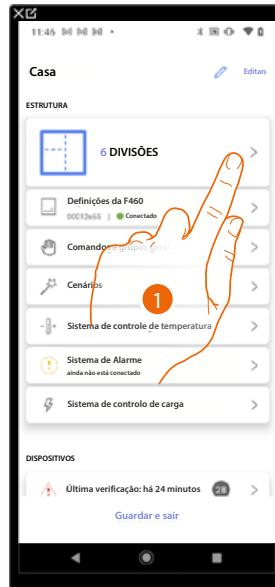 11:46
Casa
Editan
ESTRUTURA
6 DIVISÕES
Definições da F460
00012e65 | Conectado
Comandos e grupos gerais
Cenários
1
Sistema de controle de temperatura
Sistema de Alarme
ainda não está conectado
Sistema de controlo de carga
DISPOSITIVOS
Última verificação: há 24 minutos 28
Guardar e sair